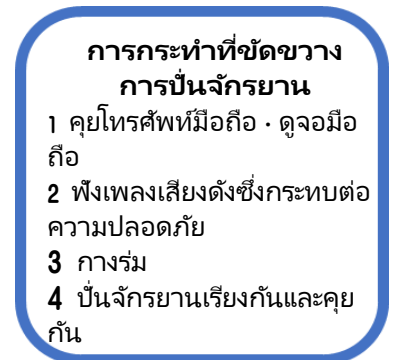 การกระทำที่ขัดขวาง
การปั่นจักรยาน
1 คุยโทรศัพท์มือถือ・ดูจอมือ
ถือ
2 ฟังเพลงเสียงดังซึ่งกระทบต่อ
ความปลอดภัย
3 กางร่ม
4 ปั่นจักรยานเรียงกันและคุย
กัน